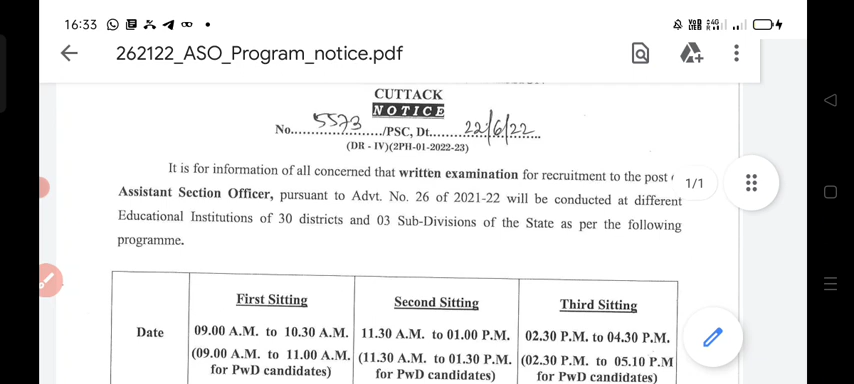 16:33
262122_ASO_Program_notice.pdf
CUTTACK
NOTICE
No....5573..../PSC, Dt....22/6/22....
(DR - IV)(2PH-01-2022-23)
It is for information of all concerned that written examination for recruitment to the post
1/1
Assistant Section Officer, pursuant to Advt. No. 26 of 2021-22 will be conducted at different
Educational Institutions of 30 districts and 03 Sub-Divisions of the State as per the following
programme.
First Sitting Second Sitting Third Sitting
Date 09.00 A.M. to 10.30 A.M. 11.30 A.M. to 01.00 P.M. 02.30 P.M. to 04.30 P.M.
(09.00 A.M. to 11.00 A.M. (11.30 A.M. to 01.30 P.M. (02.30 P.M. to 05.10 P.M
for PwD candidates) for PwD candidates) for PwD candidates)